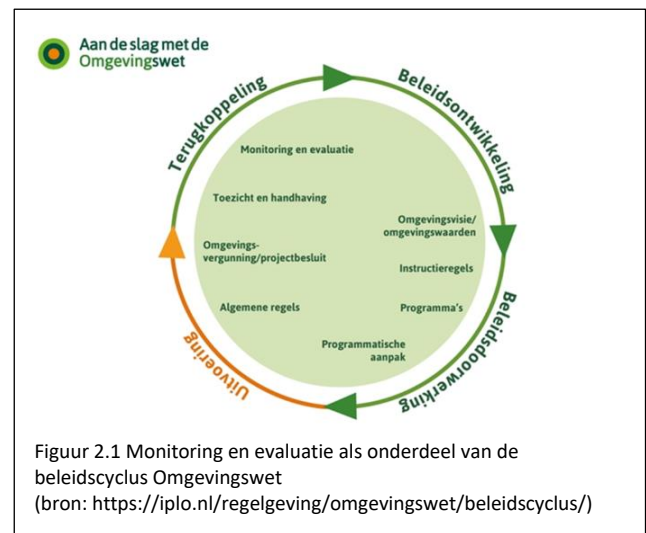 Aan de slag met de
Omgevingswet
Terugkoppeling
Beleidsontwikkeling
Monitoring en evaluatie
Toezicht en handhaving
Omgevingsvisie/
omgevingswaarden
Omgevings-
vergunning/projectbesluit
Instructieregels
Algemene regels
Programma's
Programmatische
aanpak
Uitvoering
Beleidsdoorwerking
Figuur 2.1 Monitoring en evaluatie als onderdeel van de
beleidscyclus Omgevingswet
(bron: https://iplo.nl/regelgeving/omgevingswet/beleidscyclus/)